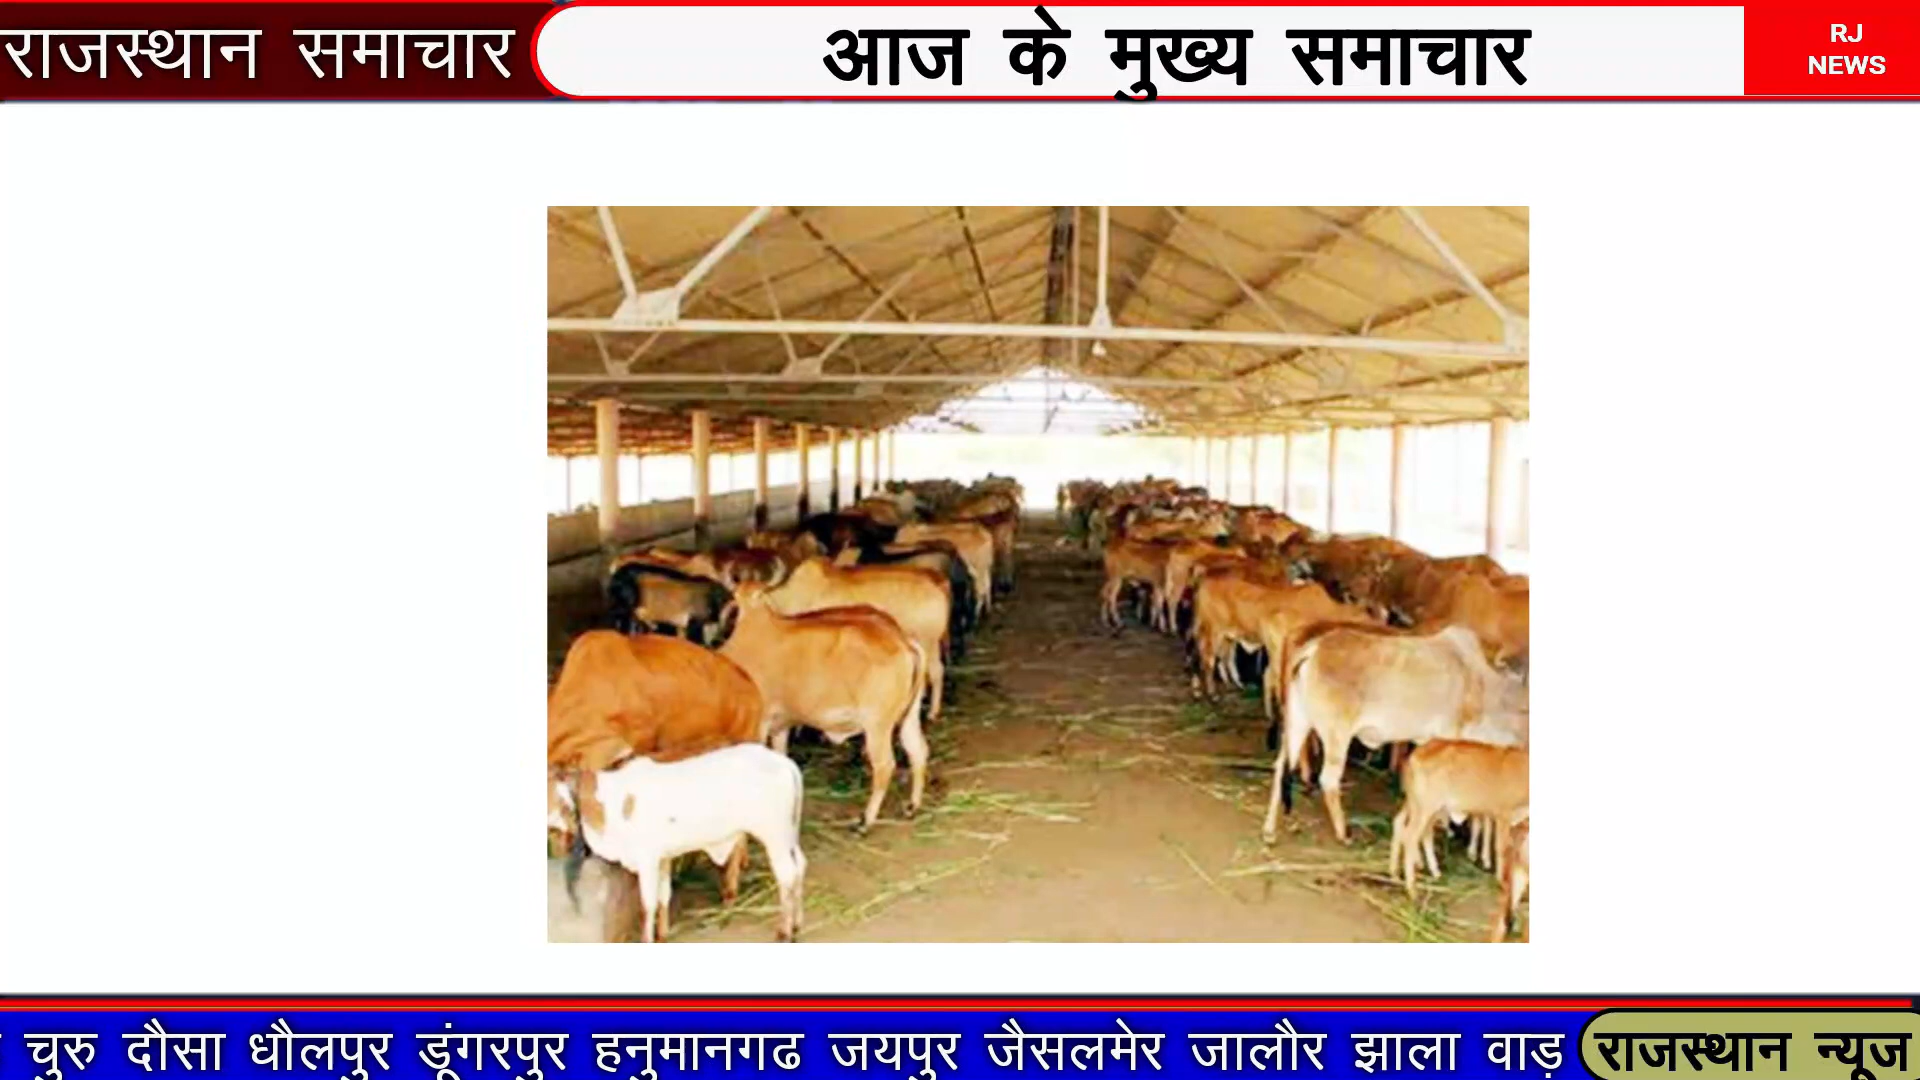 राजस्थान समाचार
आज के मुख्य समाचार
RJ
NEWS
चुरु दौसा धौलपुर डूंगरपुर हनुमानगढ जयपुर जैसलमेर जालौर झाला वाड़
राजस्थान न्यूज